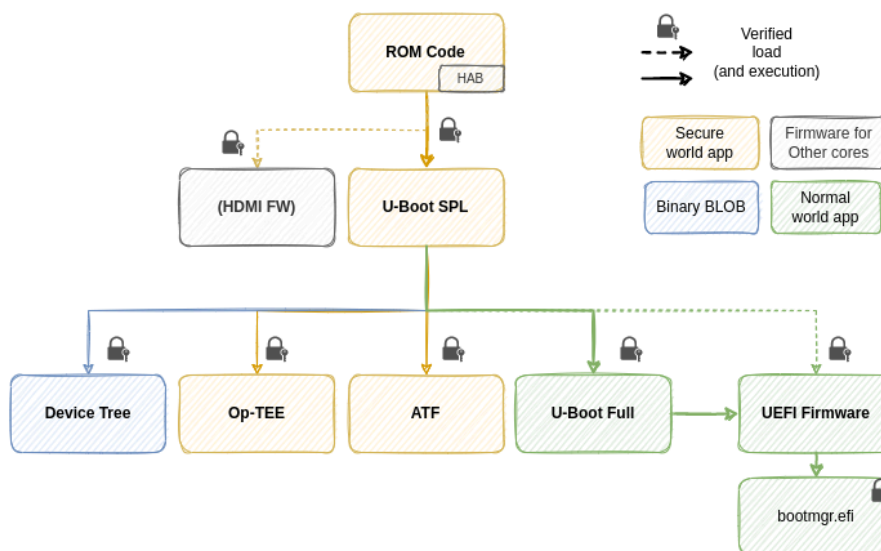 ROM Code
HAB
Verified
load
(and execution)
Secure
world app
Firmware for
Other cores
(HDMI FW)
U-Boot SPL
Binary BLOB
Normal
world app
Device Tree
Op-TEE
ATF
U-Boot Full
UEFI Firmware
bootmgr.efi